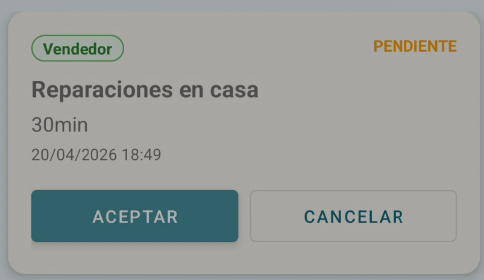 Vendedor
PENDIENTE
Reparaciones en casa
30min
20/04/2026 18:49
ACEPTAR
CANCELAR